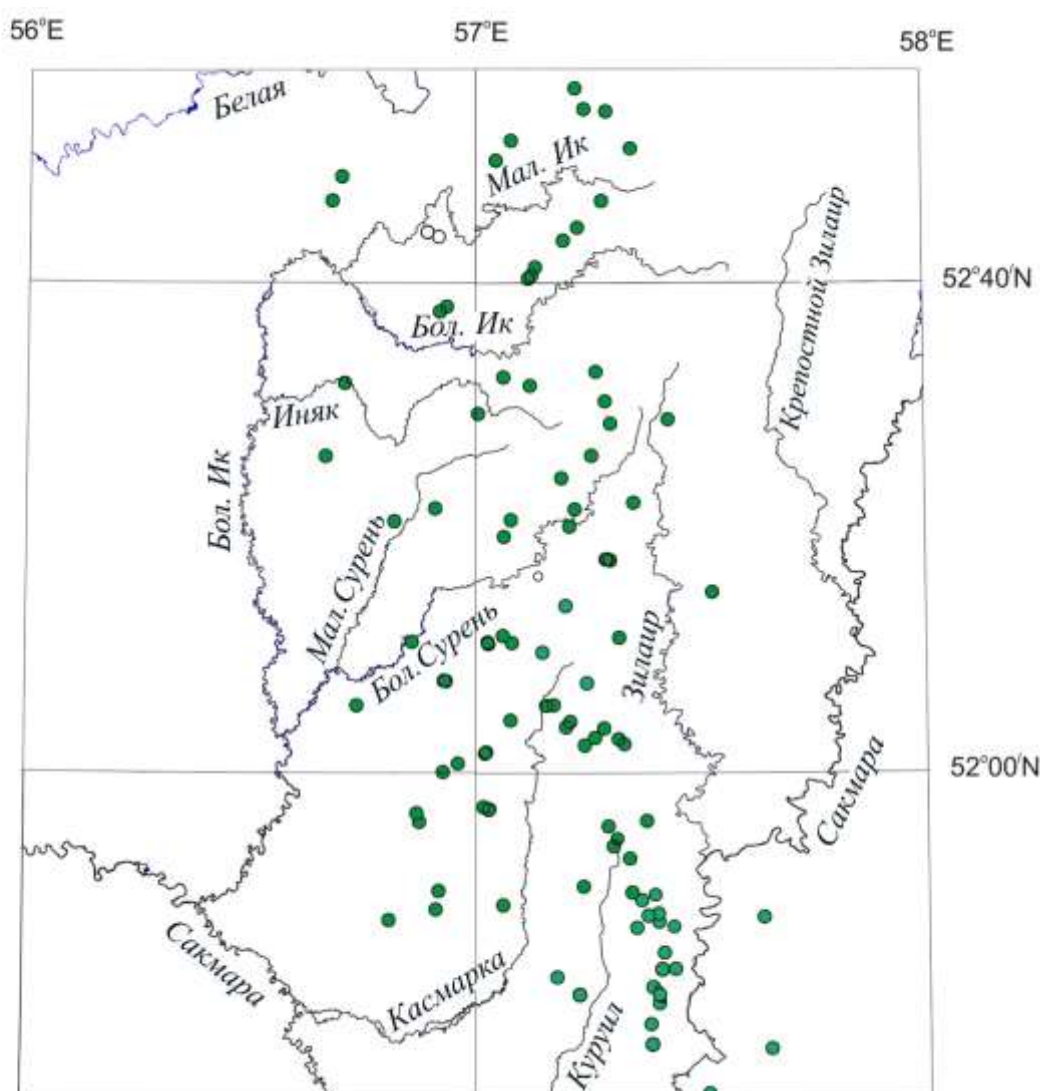 56°E
57°E
58°E
Белая
Мал. Ик
Крепостной Зилаир
52°40'N
Бол. Ик
Иняк
Бол. Ик
Мал. Сурень
Бол. Сурень
Зилаир
52°00'N
Сакмара
Сакмара
Касмарка
Куруил